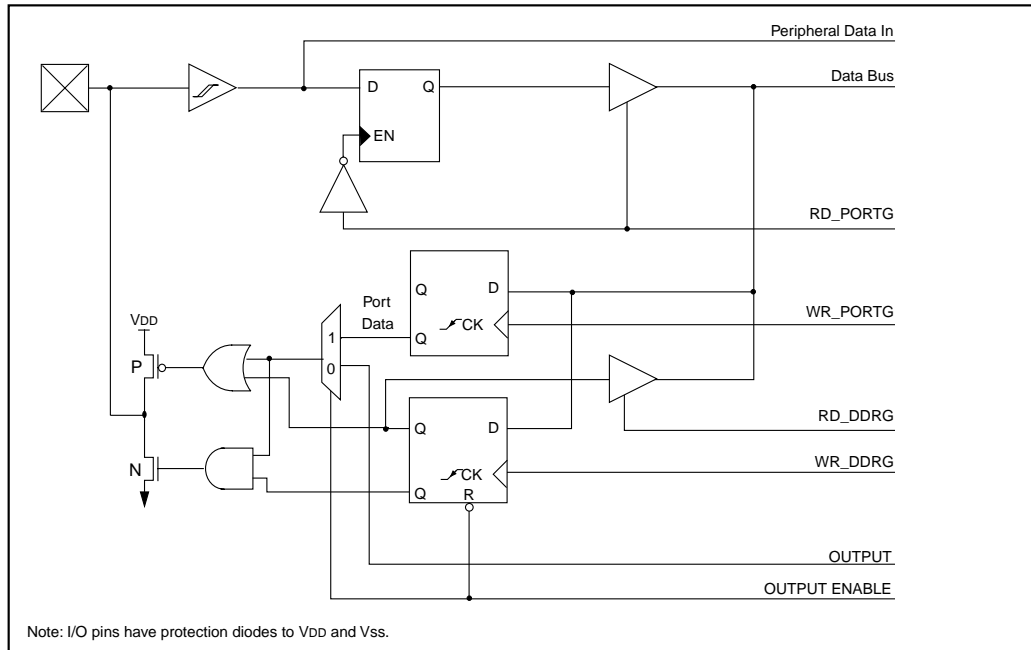 Peripheral Data In
D
Q
Data Bus
EN
RD_PORTG
Port
Data
Q
D
Q
CK
WR_PORTG
VDD
P
1
0
RD_DDRG
Q
D
N
CK
WR_DDRG
Q
R
OUTPUT
OUTPUT ENABLE
Note: I/O pins have protection diodes to VDD and Vss.